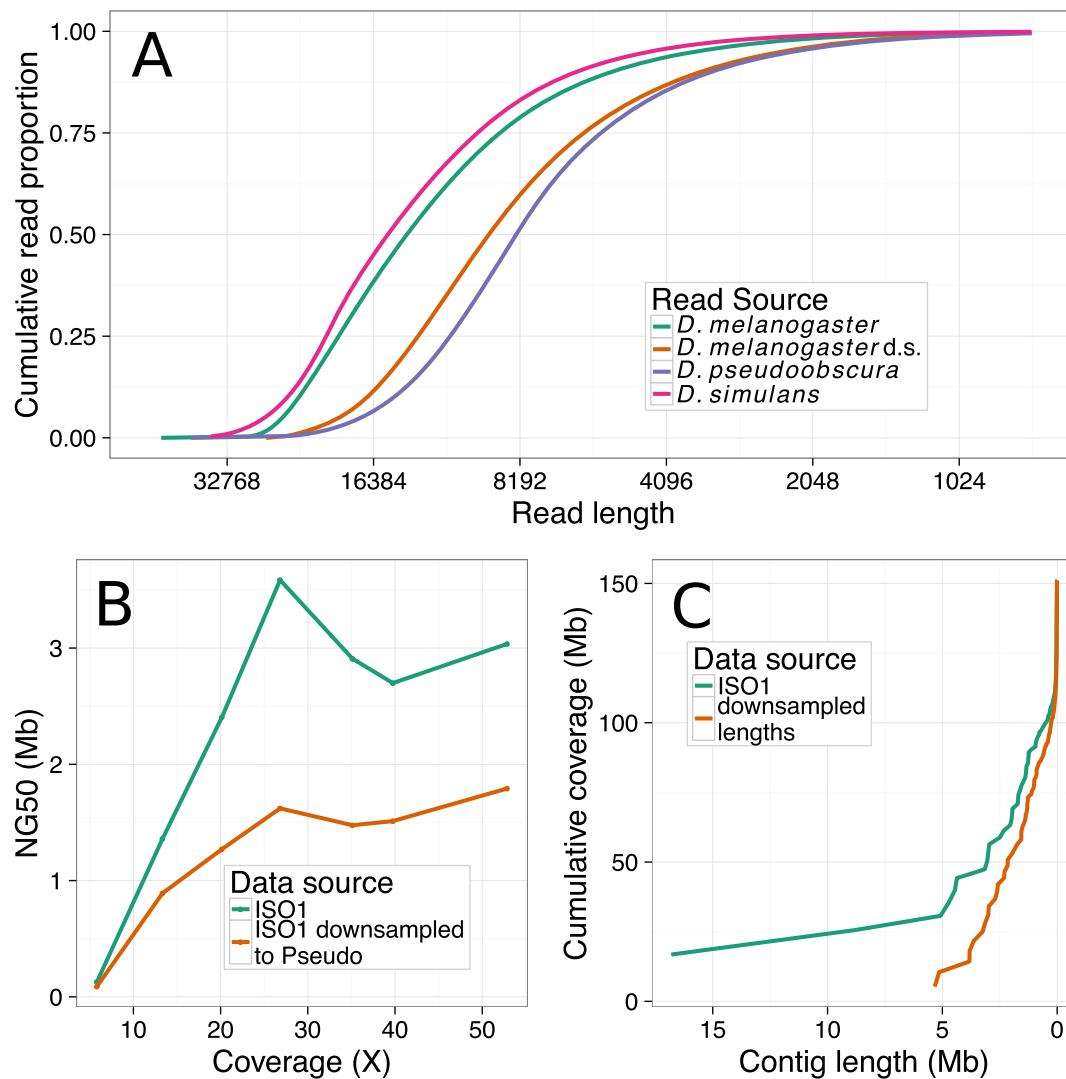 A
1.00
0.75
0.50
0.25
0.00
Cumulative read proportion
32768 16384 8192 4096 2048 1024
Read length
Read Source
D. melanogaster
D. melanogaster d.s.
D. pseudoobscura
D. simulans
B
3
2
1
0
NG50 (Mb)
10 20 30 40 50
Coverage (X)
Data source
ISO1
ISO1 downsampled
to Pseudo
C
150
100
50
0
Cumulative coverage (Mb)
15 10 5 0
Contig length (Mb)
Data source
ISO1
downsampled
lengths